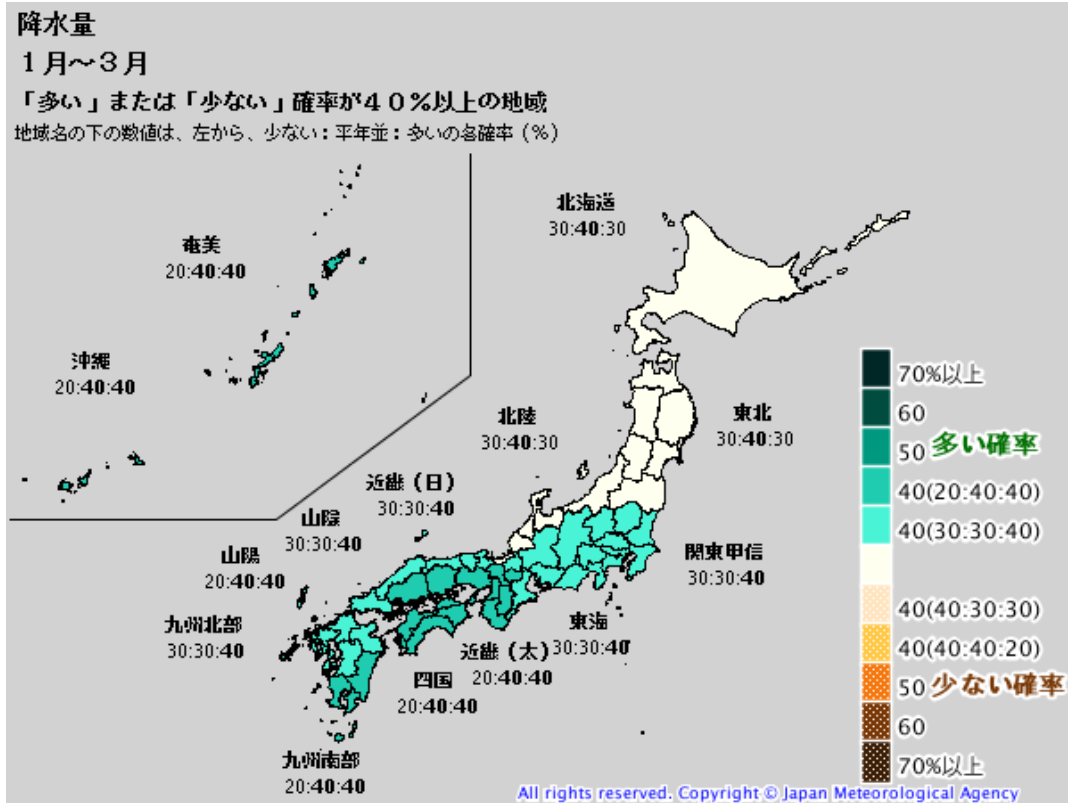 降水量
1月～3月
「多い」または「少ない」確率が40%以上の地域
地域名の下の数値は、左から、少ない：平年並：多いの各確率（％）
北海道
30:40:30
奄美
20:40:40
沖縄
20:40:40
北陸
30:40:30
東北
30:40:30
近畿（日）
30:30:40
山陰
30:30:40
山陽
20:40:40
関東甲信
30:30:40
九州北部
30:30:40
東海
30:30:40
近畿（太）
20:40:40
四国
20:40:40
九州南部
20:40:40
70%以上
60
50 多い確率
40(20:40:40)
40(30:30:40)
40(40:30:30)
40(40:40:20)
50 少ない確率
60
70%以上
All rights reserved. Copyright © Japan Meteorological Agency